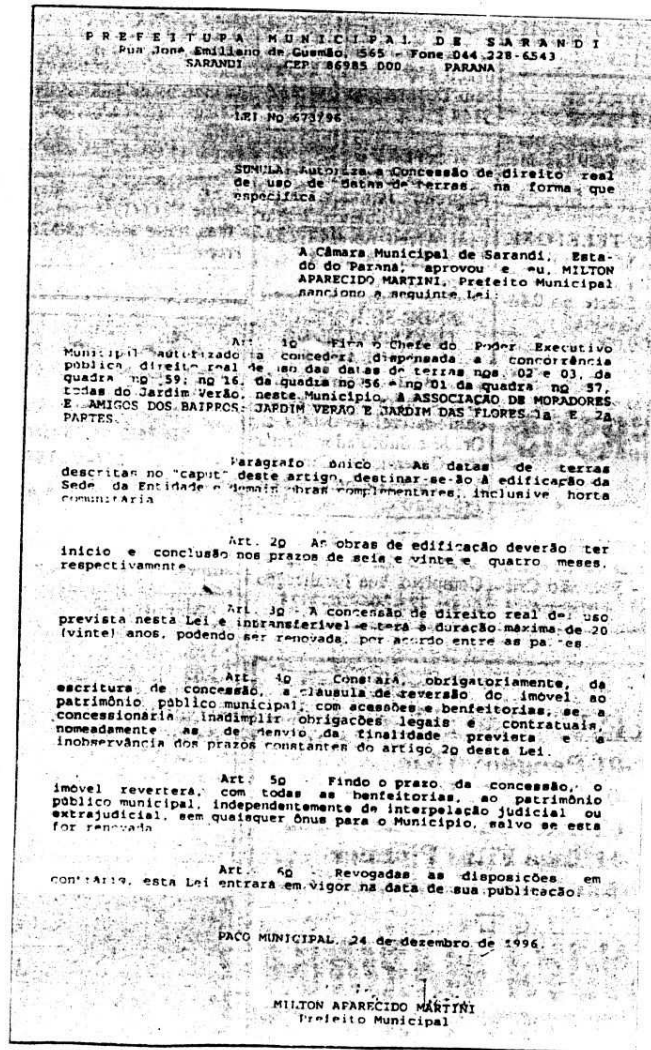 PREFEITURA MUNICIPAL DE SARANDI
Rua José Emiliano de Gusmão, 565 - Fone 044 228-6543
SARANDI CEP. 86985 000 PARANÁ
LEI No 673/96
SÚMULA: Autoriza a Concessão de direito real
de uso de datas de terras, na forma que
especifica
A Câmara Municipal de Sarandi, Esta-
do do Paraná, aprovou e eu, MILTON
APARECIDO MARTINI, Prefeito Municipal
sanciono a seguinte Lei:
Art. 1o Fica o Chefe do Poder Executivo
Municipal autorizado a conceder, dispensada a concorrência
pública, direito real de uso das datas de terras nos. 02 e 03, da
quadra no 59; no 16, da quadra no 56 e no 01 da quadra no 57,
todas do Jardim Verão, neste Município, à ASSOCIAÇÃO DE MORADORES
E AMIGOS DOS BAIRROS: JARDIM VERÃO E JARDIM DAS FLORES 1a E 2a
PARTES.
Parágrafo único - As datas de terras
descritas no "caput" deste artigo, destinar-se-ão à edificação da
Sede da Entidade e demais obras complementares, inclusive horta
comunitária
Art. 2o As obras de edificação deverão ter
início e conclusão nos prazos de seis e vinte e quatro meses,
respectivamente
Art. 3o - A concessão de direito real de uso
prevista nesta Lei é intransferível e terá a duração máxima de 20
(vinte) anos, podendo ser renovada, por acordo entre as partes
Art. 4o Constará, obrigatoriamente, da
escritura de concessão, a cláusula de reversão do imóvel ao
patrimônio público municipal, com acessões e benfeitorias, se a
concessionária inadimplir obrigações legais e contratuais,
nomeadamente as de desvio da finalidade prevista e a
inobservância dos prazos constantes do artigo 2o desta Lei.
Art. 5o - Findo o prazo da concessão, o
imóvel reverterá, com todas as benfeitorias, ao patrimônio
público municipal, independentemente de interpelação judicial ou
extrajudicial, sem quaisquer ônus para o Município, salvo se esta
for renovada
Art. 6o - Revogadas as disposições em
contrário, esta Lei entrará em vigor na data de sua publicação.
PAÇO MUNICIPAL, 24 de dezembro de 1996.
MILTON APARECIDO MARTINI
Prefeito Municipal